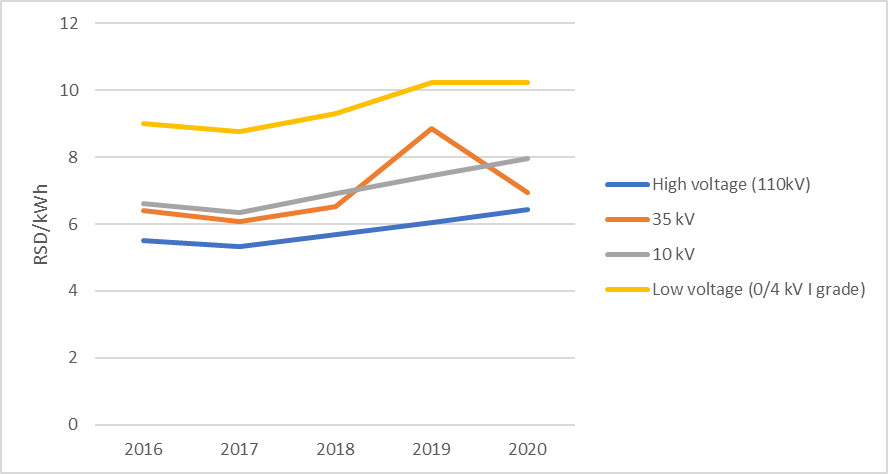 12
10
8
6
4
2
0
RSD/kWh
2016 2017 2018 2019 2020
High voltage (110kV)
35 kV
10 kV
Low voltage (0/4 kV I grade)